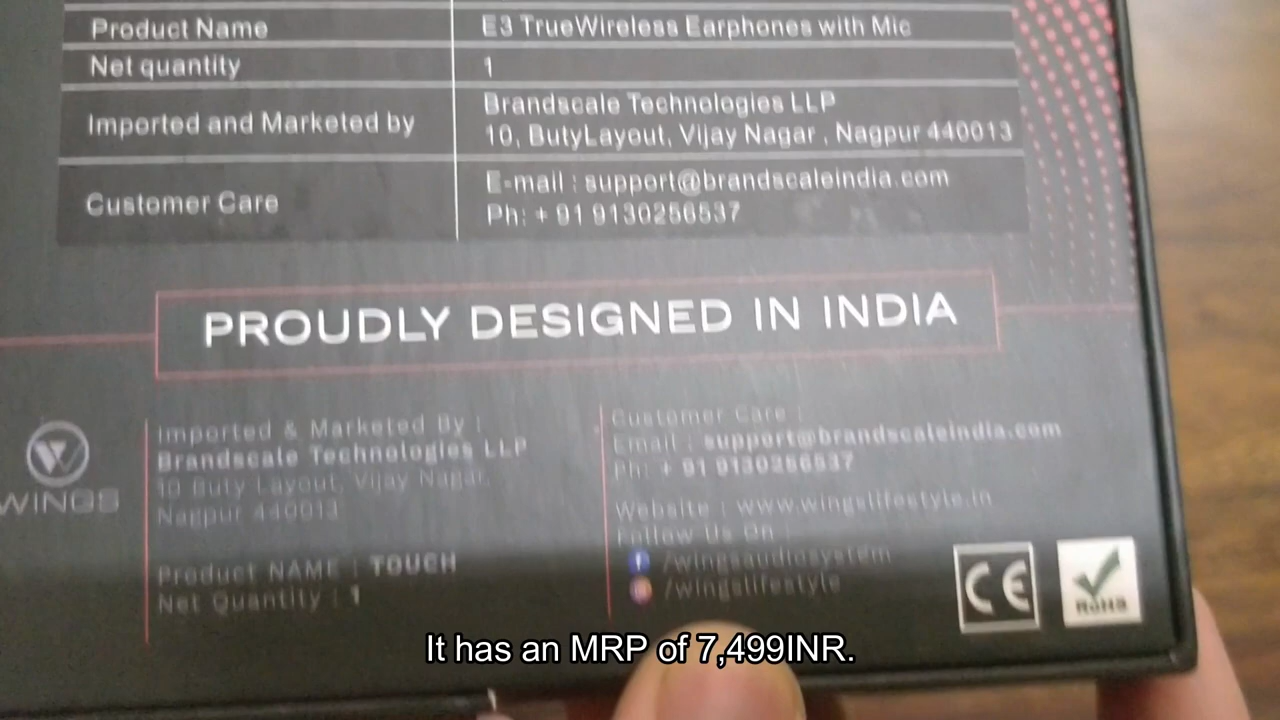 Product Name
E3 TrueWireless Earphones with Mic
Net quantity
1
Imported and Marketed by
Brandscale Technologies LLP
10, ButyLayout, Vijay Nagar , Nagpur 440013
Customer Care
E-mail : support@brandscaleindia.com
Ph: + 91 9130256537
PROUDLY DESIGNED IN INDIA
WINGS
Imported & Marketed By :
Brandscale Technologies LLP
10 Buty Layout, Vijay Nagar,
Nagpur 440013
Product NAME : TOUCH
Net Quantity : 1
Customer Care :
Email : support@brandscaleindia.com
Ph: + 91 9130256537
Website : www.wingslifestyle.in
Follow Us On :
/wingsaudiosystem
/wingslifestyle
CE
RoHS
It has an MRP of 7,499INR.